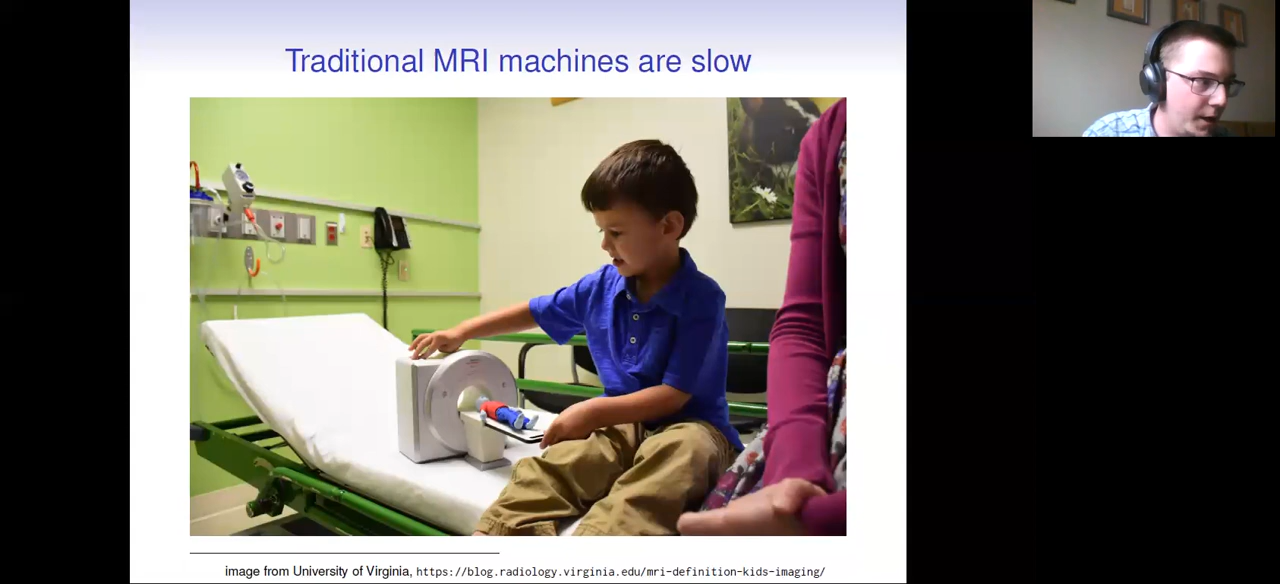 Traditional MRI machines are slow
image from University of Virginia, https://blog.radiology.virginia.edu/mri-definition-kids-imaging/